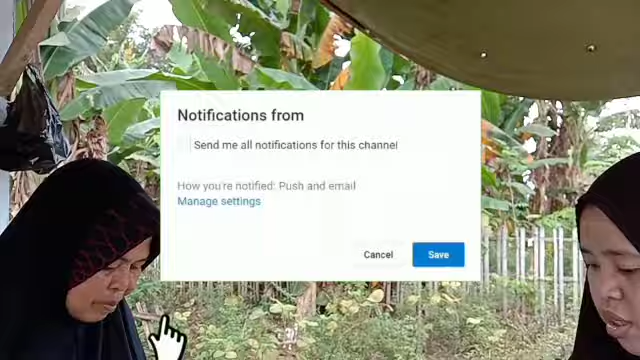 Notifications from
Send me all notifications for this channel
How you're notified: Push and email
Manage settings
Cancel
Save